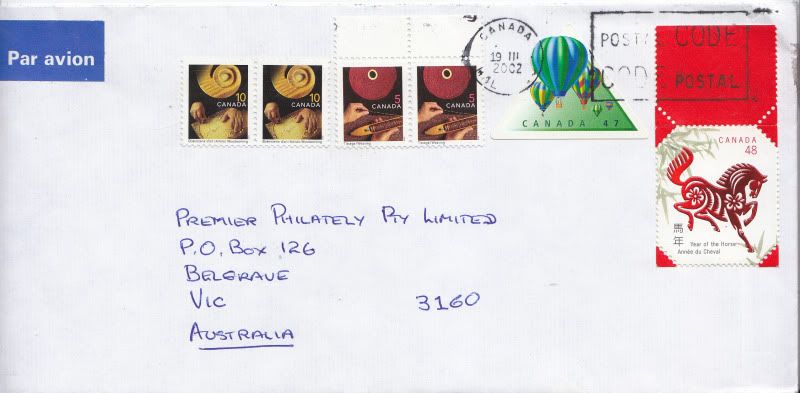 Par avion
10
CANADA
10
CANADA
5
CANADA
5
CANADA
CANADA 47
CANADA
19 III
2002
POSTAL CODE
CODE POSTAL
CANADA
48
馬
年
Year of the Horse
Année du Cheval
PREMIER PHILATELY PTY LIMITED
P.O. BOX 126
BELGRAVE
VIC 3160
AUSTRALIA